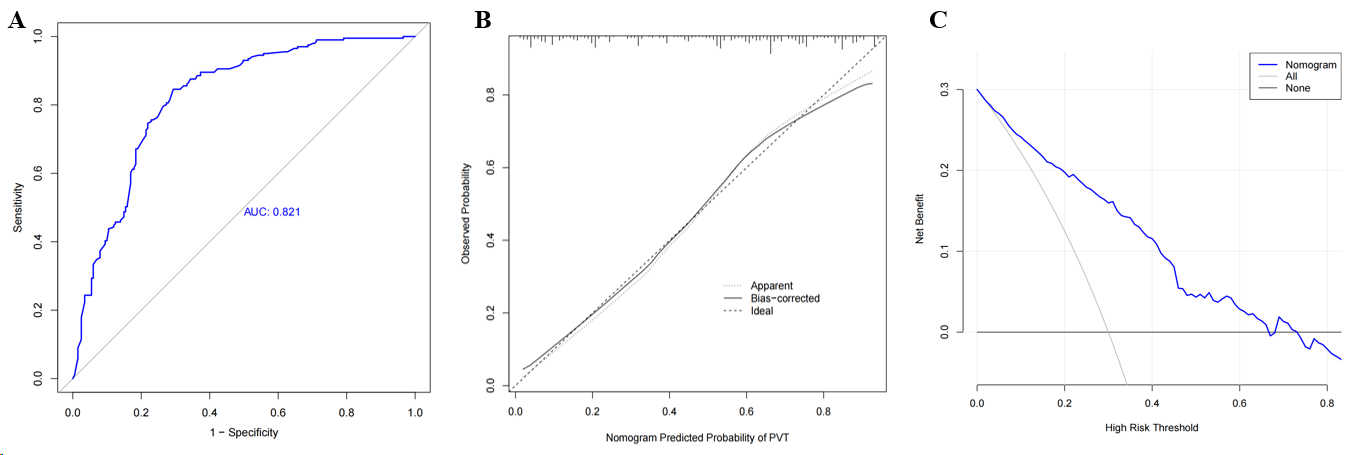 A
1.0
0.8
0.6
0.4
0.2
0.0
Sensitivity
AUC: 0.821
0.0 0.2 0.4 0.6 0.8 1.0
1 − Specificity
B
0.8
0.6
0.4
0.2
0.0
Observed Probability
Apparent
Bias−corrected
Ideal
0.0 0.2 0.4 0.6 0.8
Nomogram Predicted Probability of PVT
C
Nomogram
All
None
0.3
0.2
0.1
0.0
Net Benefit
0.0 0.2 0.4 0.6 0.8
High Risk Threshold